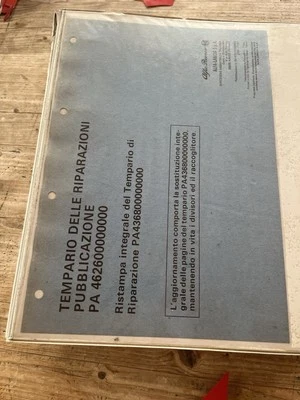 TEMPARIO DELLE RIPARAZIONI
PUBBLICAZIONE
PA 462600000000
Ristampa integrale del Tempario di
Riparazione PA436800000000
L'aggiornamento comporta la sostituzione inte-
grale delle pagine del tempario PA436800000000,
mantenendo in vita i divisori ed il raccoglitore.